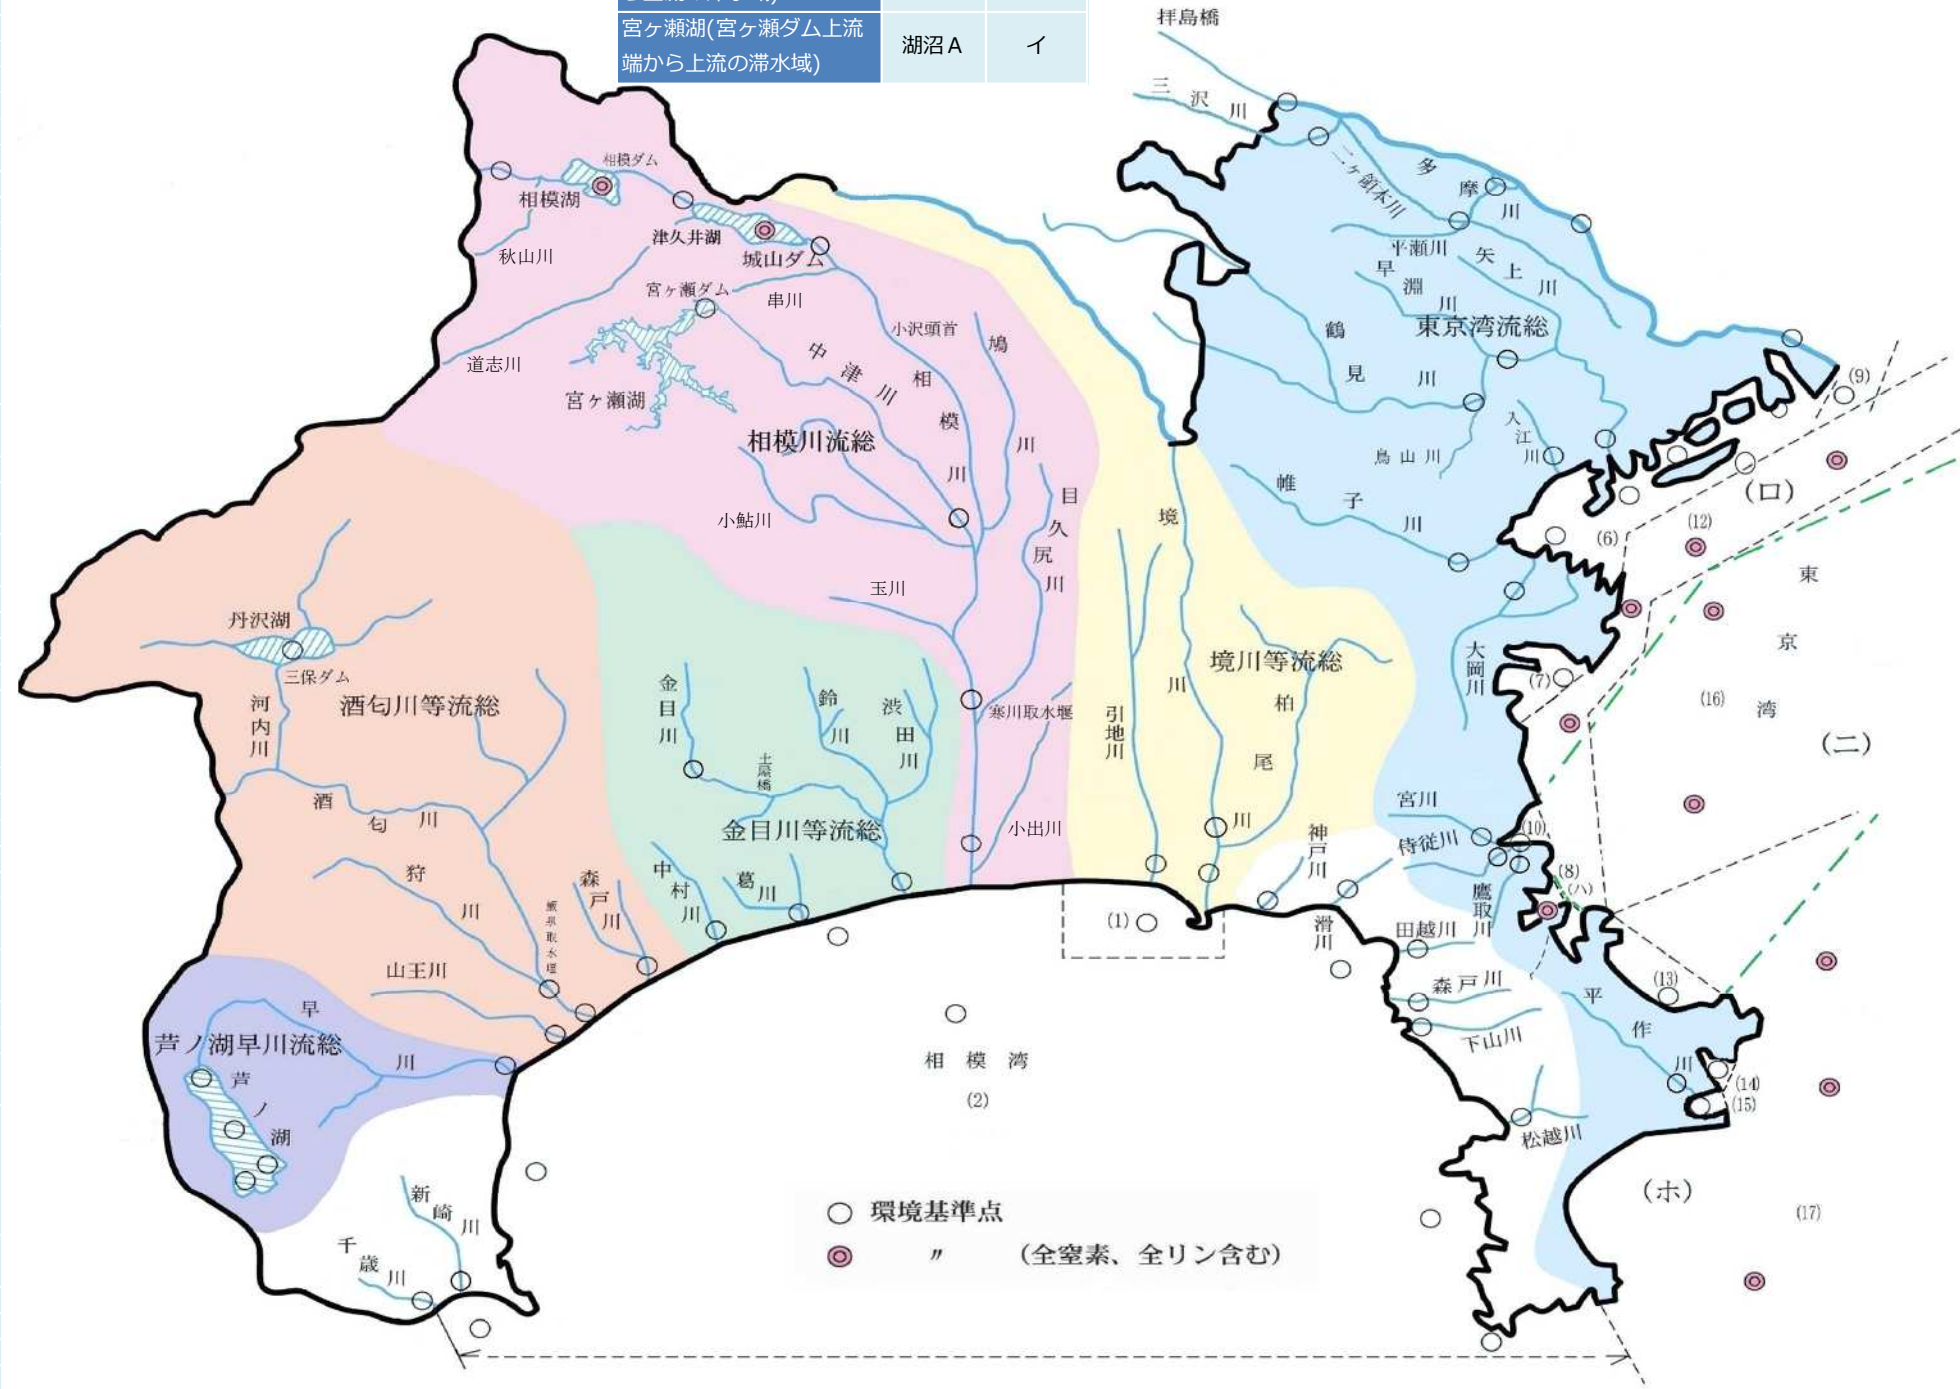 宮ヶ瀬湖(宮ヶ瀬ダム上流
端から上流の滞水域)
湖沼A
イ
拝島橋
三沢川
二ヶ領本川
多摩川
平瀬川
矢上川
早淵川
鶴見川
東京湾流総
鳥山川
入江川
帷子川
大岡川
相模ダム
相模湖
秋山川
津久井湖
城山ダム
宮ヶ瀬ダム
串川
道志川
宮ヶ瀬湖
中津川
小沢頭首
相模川
鳩川
相模川流総
小鮎川
目久尻川
玉川
寒川取水堰
小出川
境川
境川等流総
引地川
柏尾川
丹沢湖
三保ダム
河内川
酒匂川等流総
酒匂川
狩川
飯泉取水堰
森戸川
山王川
金目川
鈴川
渋田川
土屋橋
金目川等流総
中村川
葛川
早川
芦ノ湖早川流総
芦ノ湖
新崎川
千歳川
宮川
侍従川
鷹取川
神戸川
滑川
田越川
森戸川
下山川
松越川
平作川
(9)
(ロ)
(12)
(6)
東京湾
(16)
(7)
(ニ)
(10)
(8)
(ハ)
(13)
(14)
(15)
(ホ)
(17)
(1)
相模湾
(2)
環境基準点
〃 (全窒素、全リン含む)